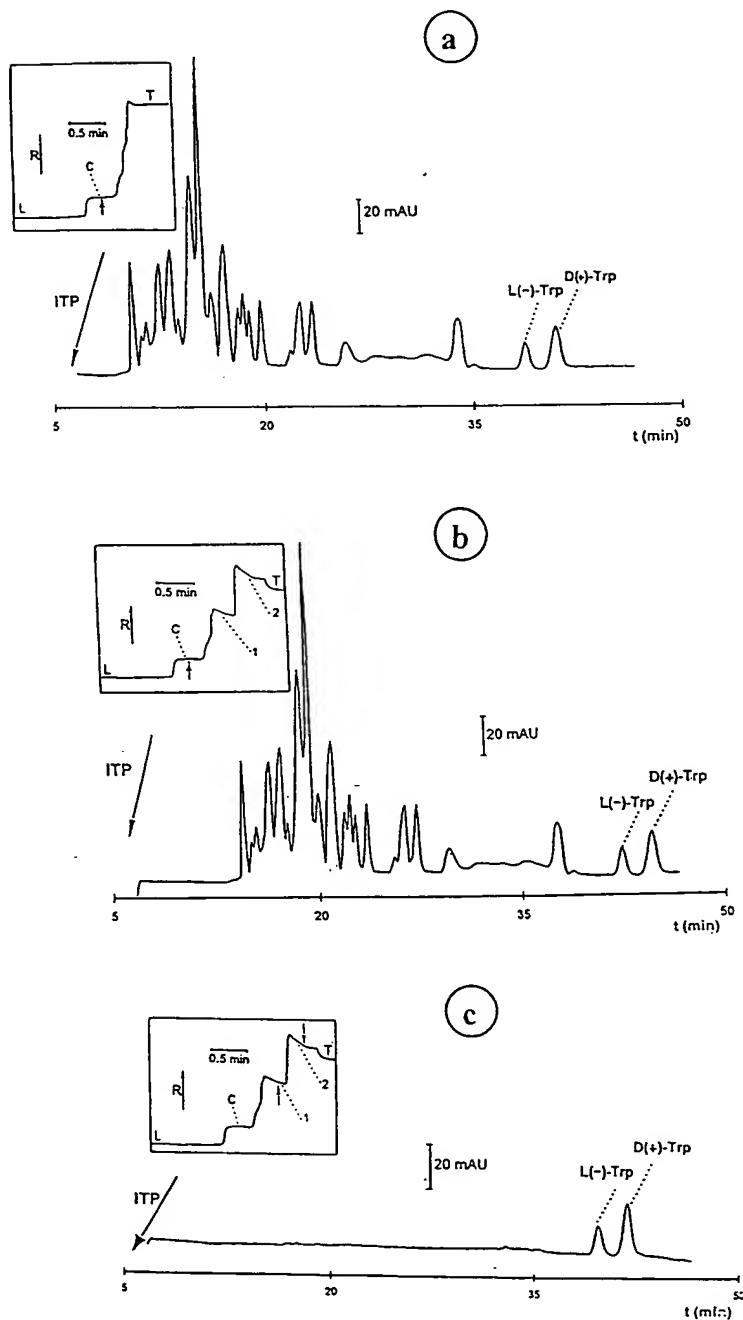 a
T
0.5 min
R
C
L
20 mAU
ITP
L(−)-Trp
D(+)-Trp
5
20
35
50
t (min)
b
0.5 min
T
R
C
2
1
L
20 mAU
ITP
L(−)-Trp
D(+)-Trp
5
20
35
50
t (min)
c
0.5 min
T
R
C
2
1
L
20 mAU
ITP
L(−)-Trp
D(+)-Trp
5
20
35
t (min)